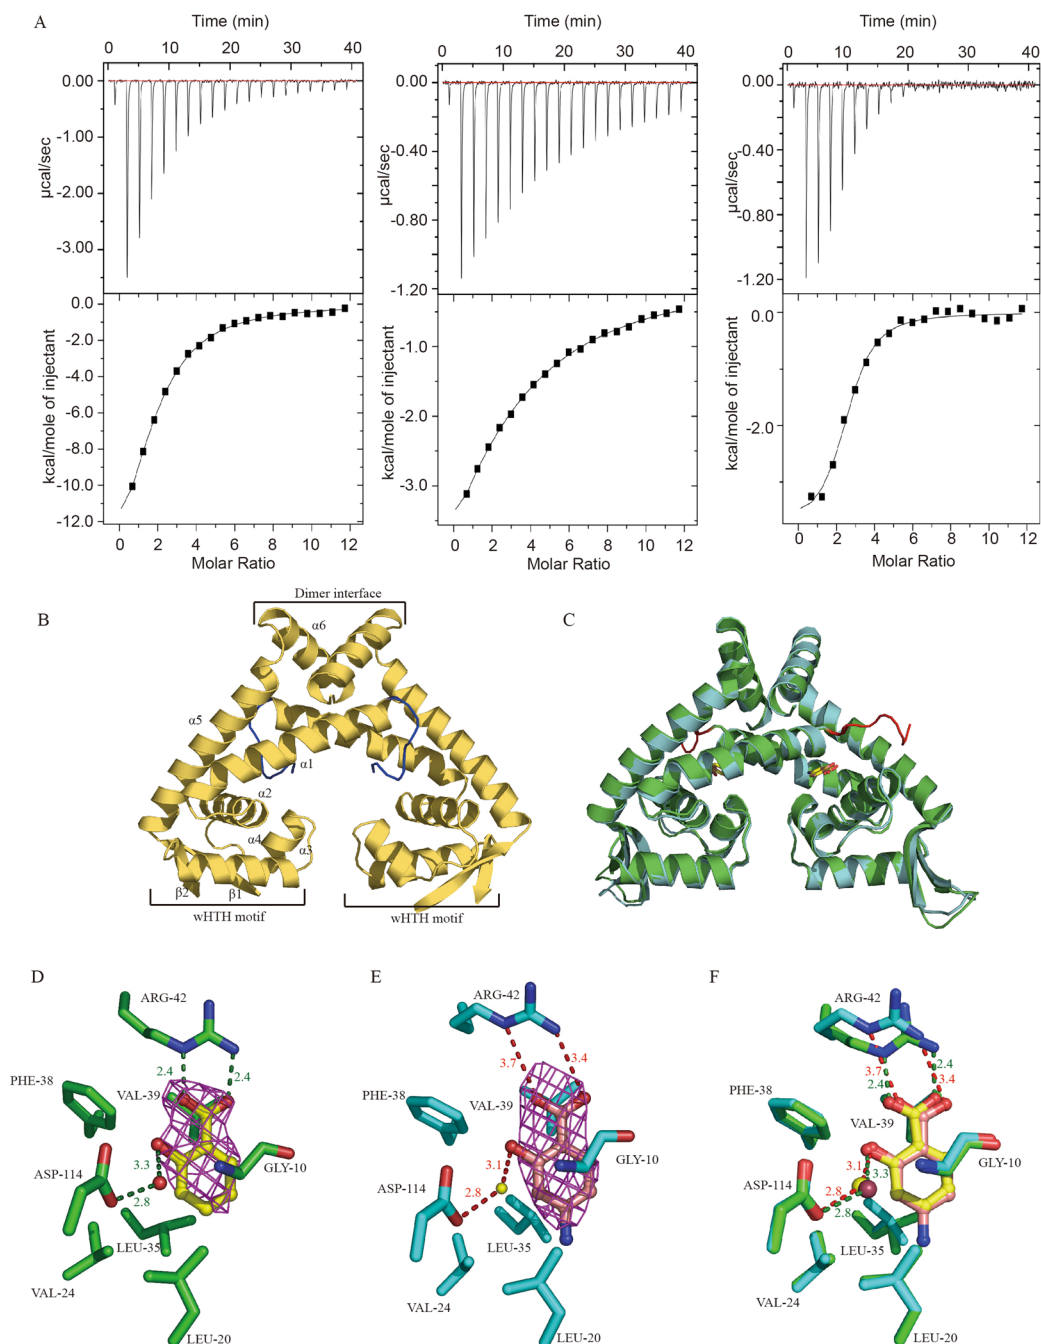 A
Time (min)
0 10 20 30 40
0.00
-1.00
-2.00
-3.00
µcal/sec
0.0
-2.0
-4.0
-6.0
-8.0
-10.0
-12.0
kcal/mole of injectant
0 2 4 6 8 10 12
Molar Ratio
Time (min)
0 10 20 30 40
0.00
-0.40
-0.80
-1.20
µcal/sec
-1.0
-2.0
-3.0
kcal/mole of injectant
0 2 4 6 8 10 12
Molar Ratio
Time (min)
0 10 20 30 40
0.00
-0.40
-0.80
-1.20
µcal/sec
0.0
-2.0
kcal/mole of injectant
0 2 4 6 8 10 12
Molar Ratio
B
Dimer interface
α6
α5
α1
α2
α4
α3
β2
β1
wHTH motif
wHTH motif
C
D
ARG-42
2.4
2.4
PHE-38
VAL-39
ASP-114
3.3
2.8
GLY-10
LEU-35
VAL-24
LEU-20
E
ARG-42
3.7
3.4
PHE-38
VAL-39
GLY-10
ASP-114
3.1
2.8
LEU-35
VAL-24
LEU-20
F
ARG-42
3.7
2.4
2.4
3.4
PHE-38
VAL-39
GLY-10
ASP-114
3.1
3.3
2.8
2.8
LEU-35
VAL-24
LEU-20